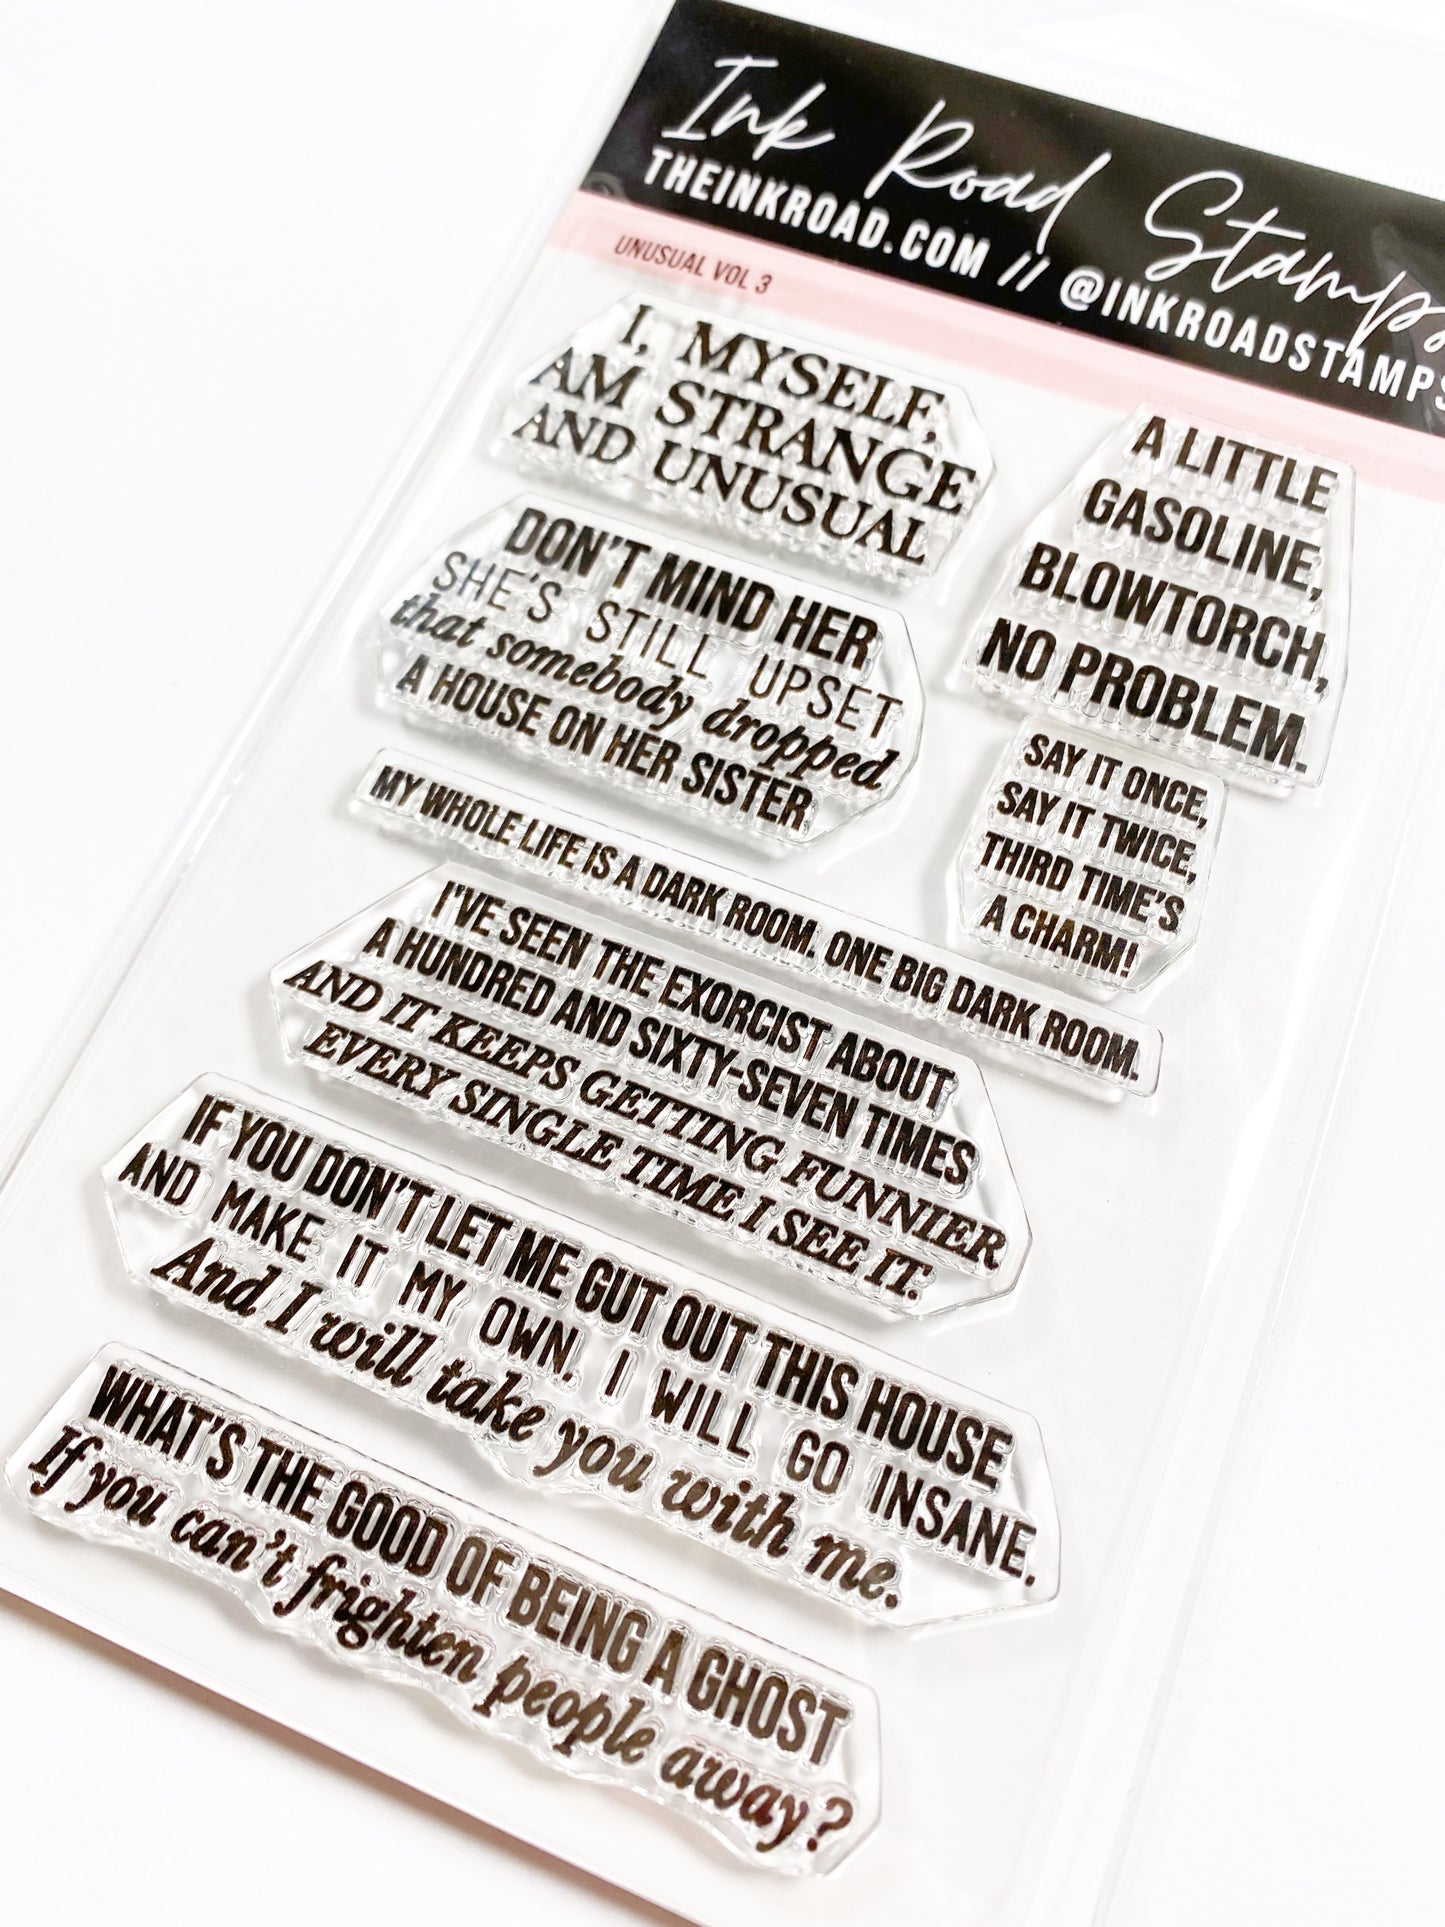 Ink Road Stamps
THEINKROAD.COM // @INKROADSTAMPS
UNUSUAL VOL 3
I, MYSELF,
AM STRANGE
AND UNUSUAL
A LITTLE
GASOLINE,
BLOWTORCH,
NO PROBLEM.
DON'T MIND HER
SHE'S STILL UPSET
that somebody dropped
A HOUSE ON HER SISTER
SAY IT ONCE,
SAY IT TWICE,
THIRD TIME'S
A CHARM!
MY WHOLE LIFE IS A DARK ROOM. ONE BIG DARK ROOM.
I'VE SEEN THE EXORCIST ABOUT
A HUNDRED AND SIXTY-SEVEN TIMES
AND IT KEEPS GETTING FUNNIER
EVERY SINGLE TIME I SEE IT.
IF YOU DON'T LET ME GUT OUT THIS HOUSE
AND MAKE IT MY OWN. I WILL GO INSANE.
And I will take you with me.
WHAT'S THE GOOD OF BEING A GHOST
If you can't frighten people away?